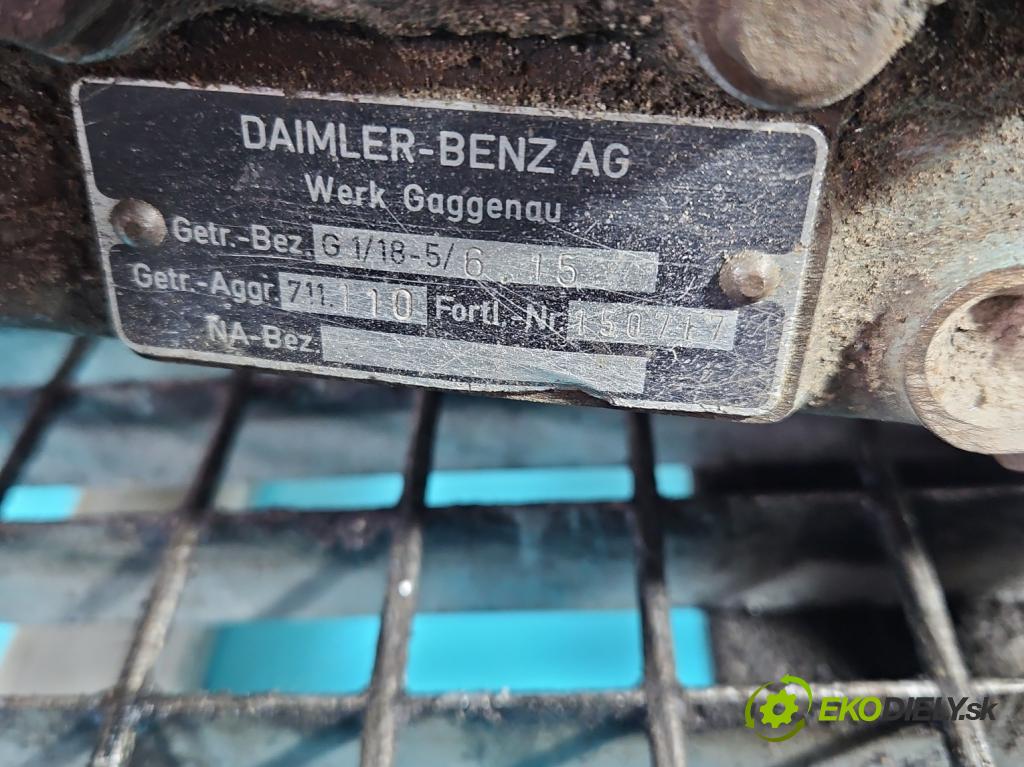 DAIMLER-BENZ AG
Werk Gaggenau
Getr.-Bez. G 1/18-5/6.15
Getr.-Aggr. 711.110 Fortl.-Nr. 150717
NA-Bez
EKODIELY.sk